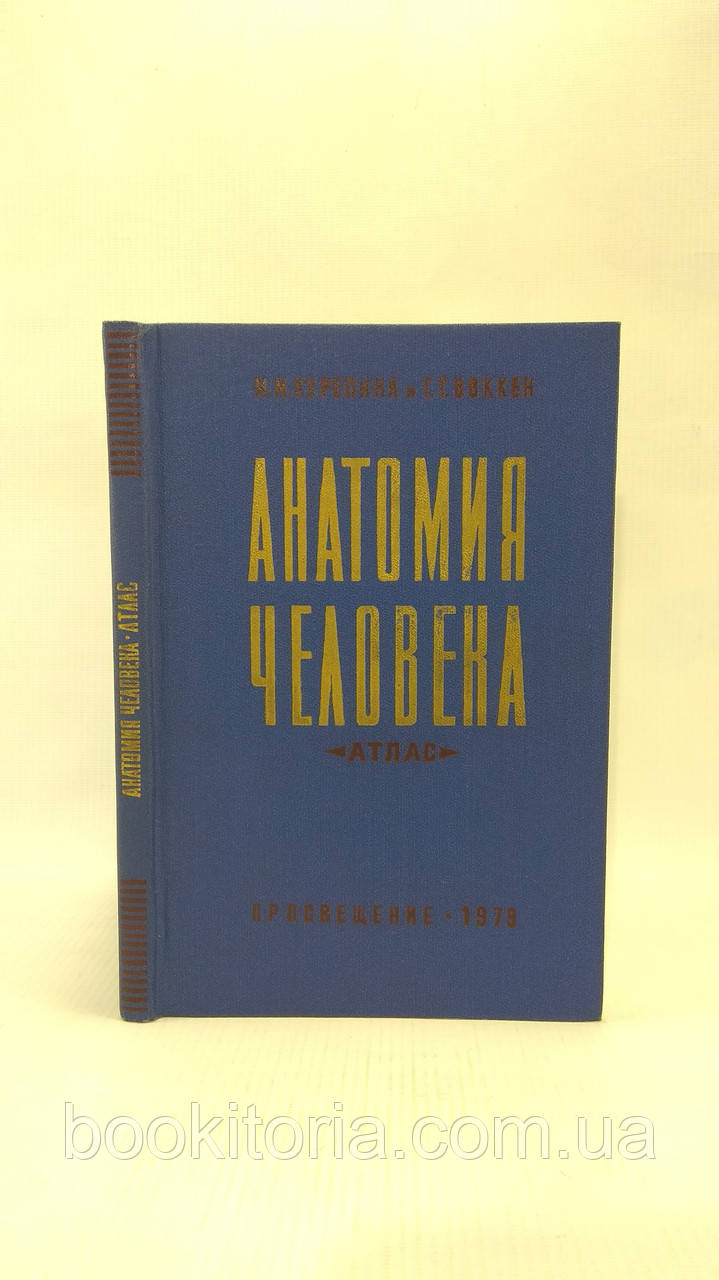 М.М.КУРЕПИНА и Г.Г.ВОККЕН
АНАТОМИЯ
ЧЕЛОВЕКА
АТЛАС
ПРОСВЕЩЕНИЕ • 1979
АНАТОМИЯ ЧЕЛОВЕКА • АТЛАС
bookitoria.com.ua